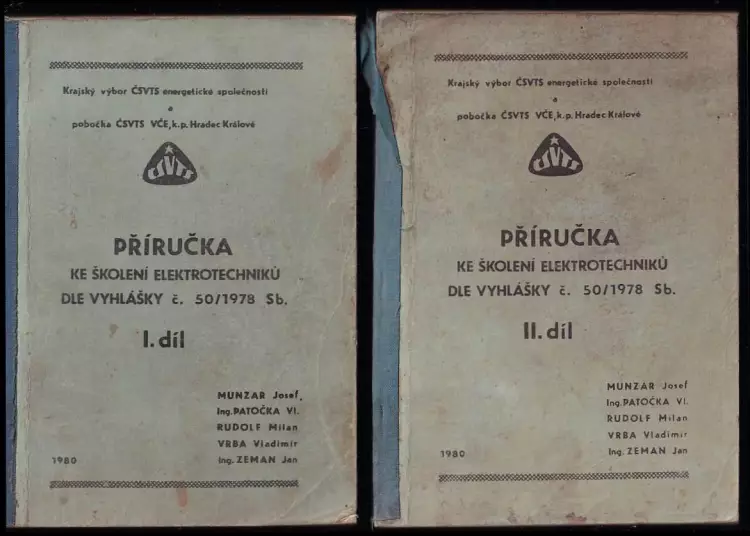 Krajský výbor ČSVTS energetické společnosti
a
pobočka ČSVTS VČE, k.p. Hradec Králové
ČSVTS
PŘÍRUČKA
KE ŠKOLENÍ ELEKTROTECHNIKŮ
DLE VYHLÁŠKY č. 50/1978 Sb.
I. díl
MUNZAR Josef,
Ing. PATOČKA Vl.
RUDOLF Milan
VRBA Vladimír
Ing. ZEMAN Jan
1980
Krajský výbor ČSVTS energetické společnosti
a
pobočka ČSVTS VČE, k.p. Hradec Králové
ČSVTS
PŘÍRUČKA
KE ŠKOLENÍ ELEKTROTECHNIKŮ
DLE VYHLÁŠKY č. 50/1978 Sb.
II. díl
MUNZAR Josef
Ing. PATOČKA Vl.
RUDOLF Milan
VRBA Vladimír
Ing. ZEMAN Jan
1980